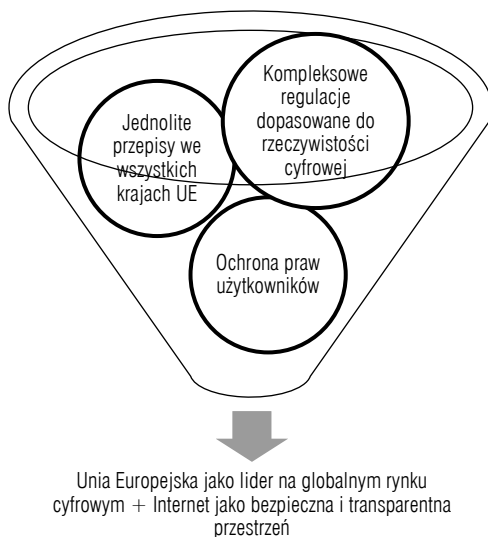 Kompleksowe
regulacje
dopasowane do
rzeczywistości
cyfrowej
Jednolite
przepisy we
wszystkich
krajach UE
Ochrona praw
użytkowników
Unia Europejska jako lider na globalnym rynku
cyfrowym + Internet jako bezpieczna i transparentna
przestrzeń